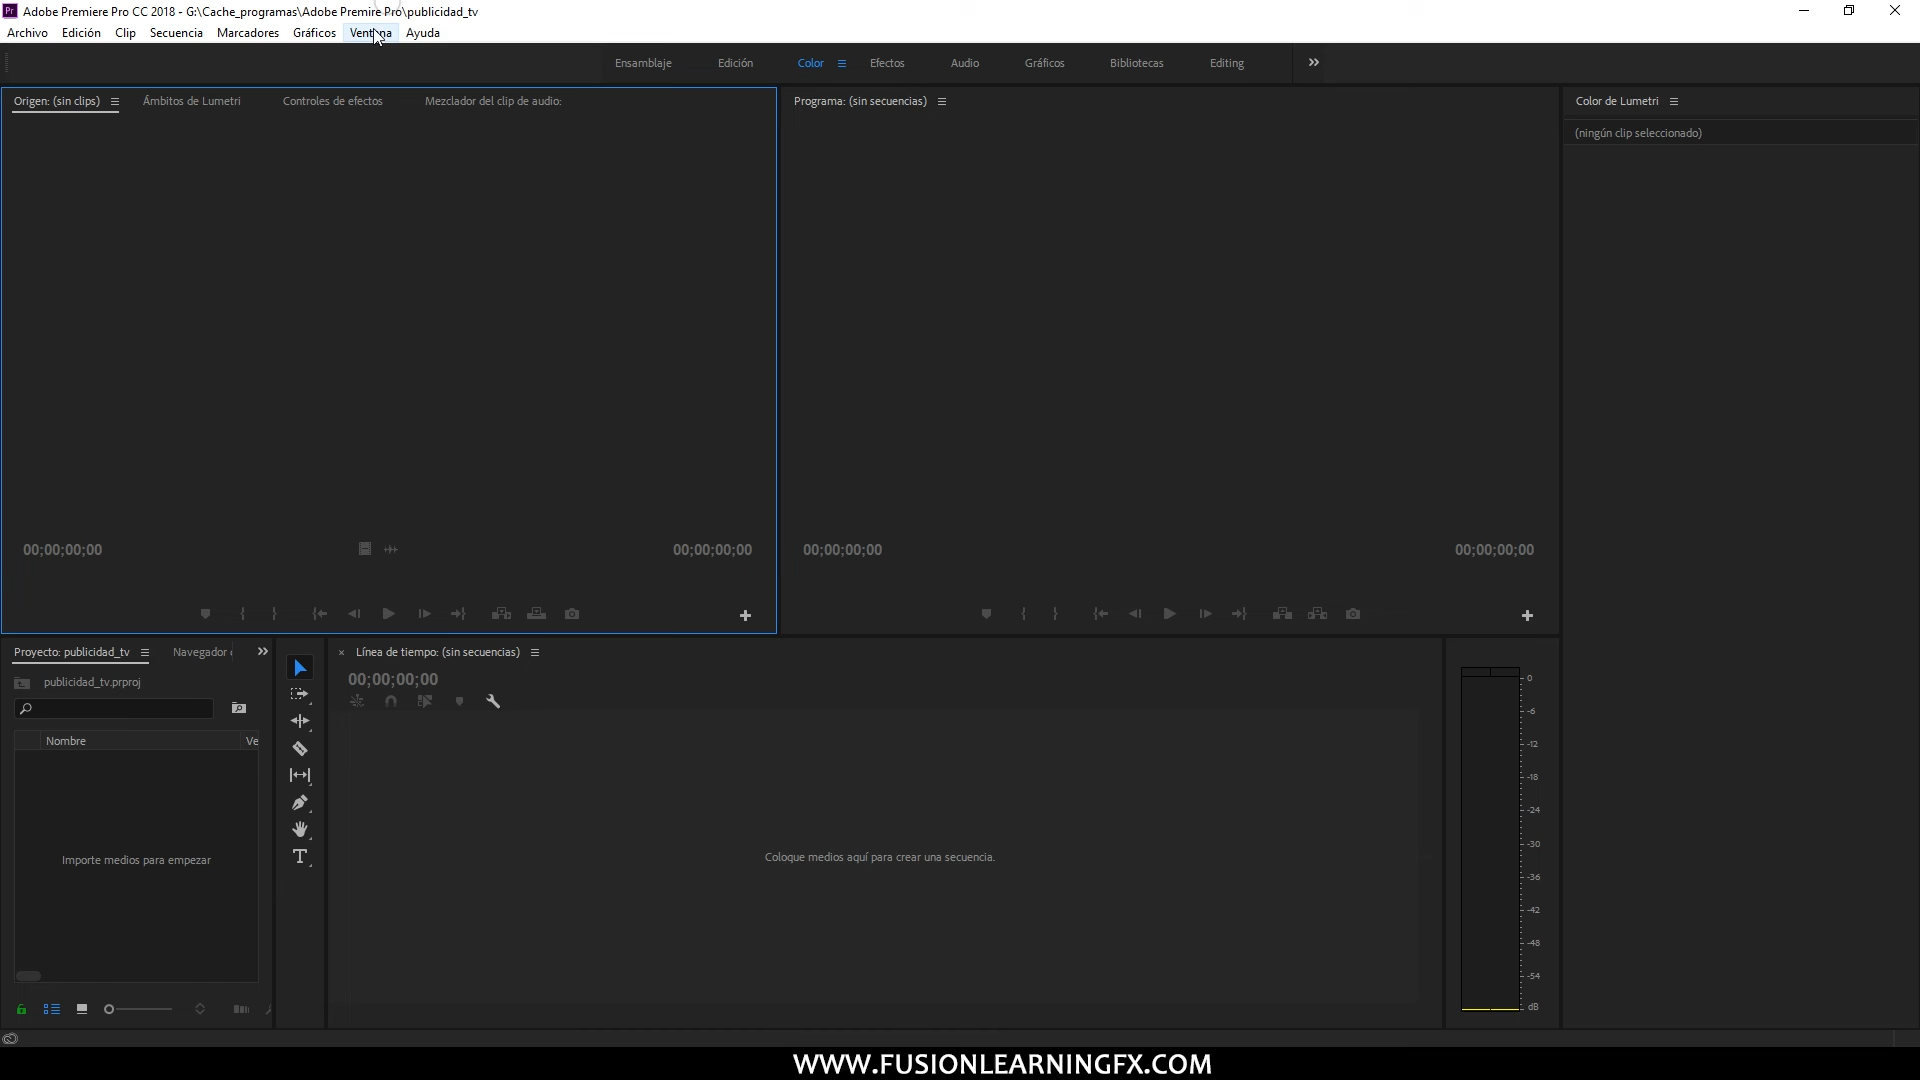 Adobe Premiere Pro CC 2018 - G:\Cache_programas\Adobe Premire Pro\publicidad_tv
Archivo Edición Clip Secuencia Marcadores Gráficos Ventana Ayuda
Ensamblaje Edición Color Efectos Audio Gráficos Bibliotecas Editing
Origen: (sin clips) Ámbitos de Lumetri Controles de efectos Mezclador del clip de audio:
Programa: (sin secuencias)
Color de Lumetri
(ningún clip seleccionado)
00;00;00;00 00;00;00;00
00;00;00;00 00;00;00;00
Proyecto: publicidad_tv Navegador
publicidad_tv.prproj
Nombre Ve
Importe medios para empezar
Línea de tiempo: (sin secuencias)
00;00;00;00
Coloque medios aquí para crear una secuencia.
0
-6
-12
-18
-24
-30
-36
-42
-48
-54
dB
WWW.FUSIONLEARNINGFX.COM